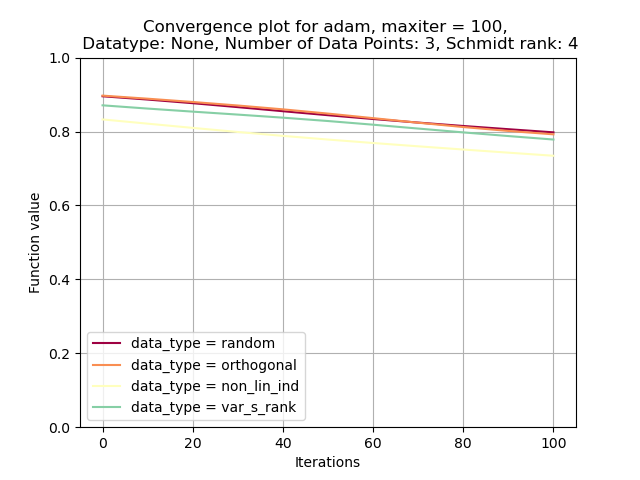 Convergence plot for adam, maxiter = 100,
Datatype: None, Number of Data Points: 3, Schmidt rank: 4
1.0
0.8
0.6
0.4
0.2
0.0
Function value
data_type = random
data_type = orthogonal
data_type = non_lin_ind
data_type = var_s_rank
0 20 40 60 80 100
Iterations